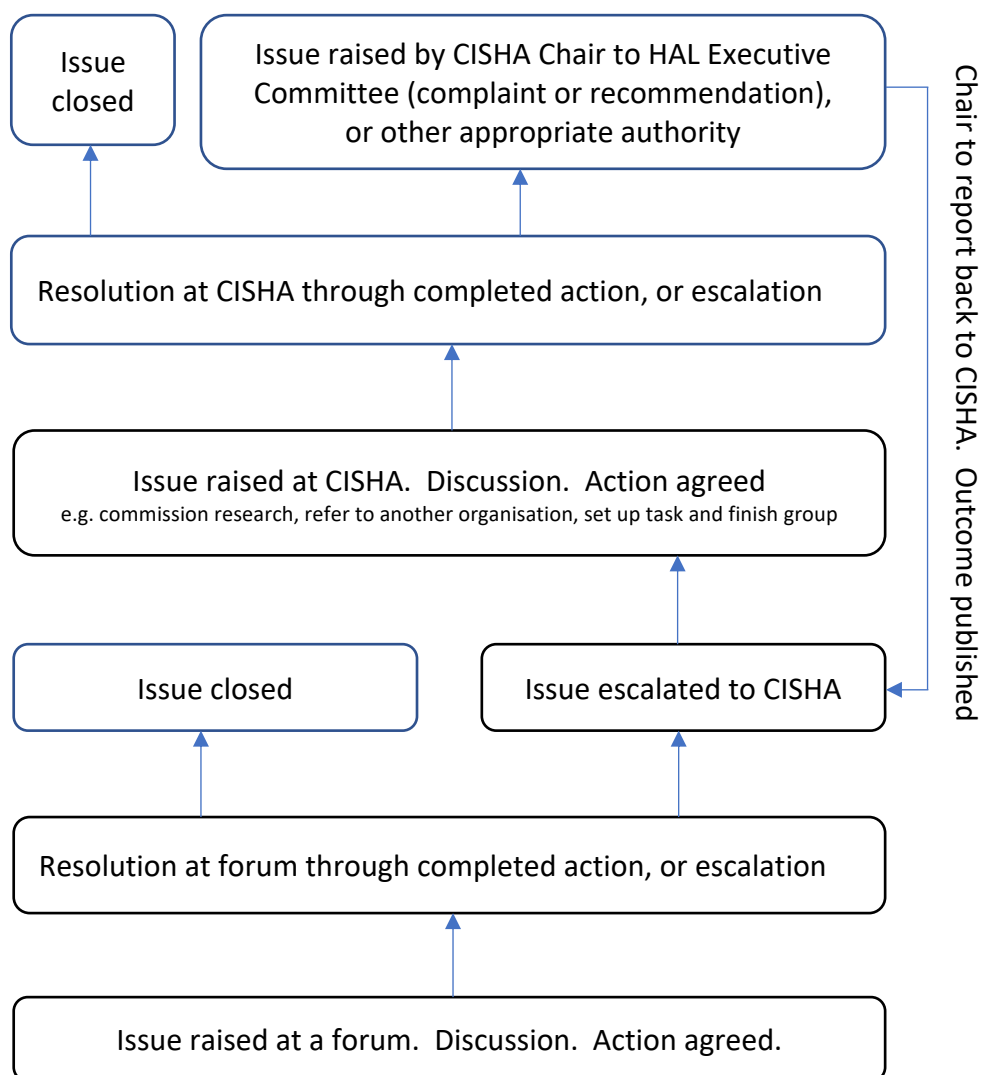 Issue
closed
Issue raised by CISHA Chair to HAL Executive
Committee (complaint or recommendation),
or other appropriate authority
Chair to report back to CISHA.  Outcome published
Resolution at CISHA through completed action, or escalation
Issue raised at CISHA.  Discussion.  Action agreed
e.g. commission research, refer to another organisation, set up task and finish group
Issue closed
Issue escalated to CISHA
Resolution at forum through completed action, or escalation
Issue raised at a forum.  Discussion.  Action agreed.